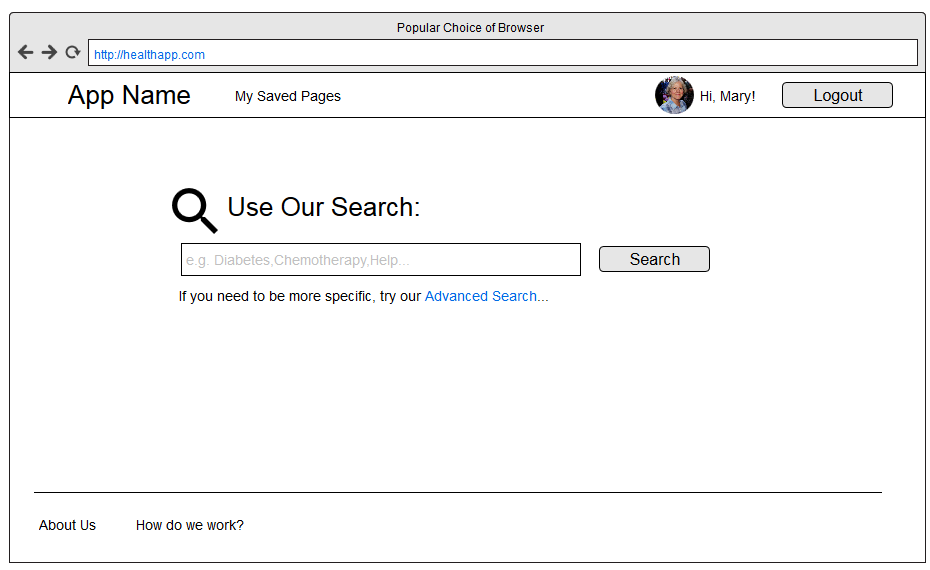 Popular Choice of Browser
http://healthapp.com
App Name My Saved Pages Hi, Mary! Logout
Use Our Search:
e.g. Diabetes,Chemotherapy,Help... Search
If you need to be more specific, try our Advanced Search...
About Us How do we work?